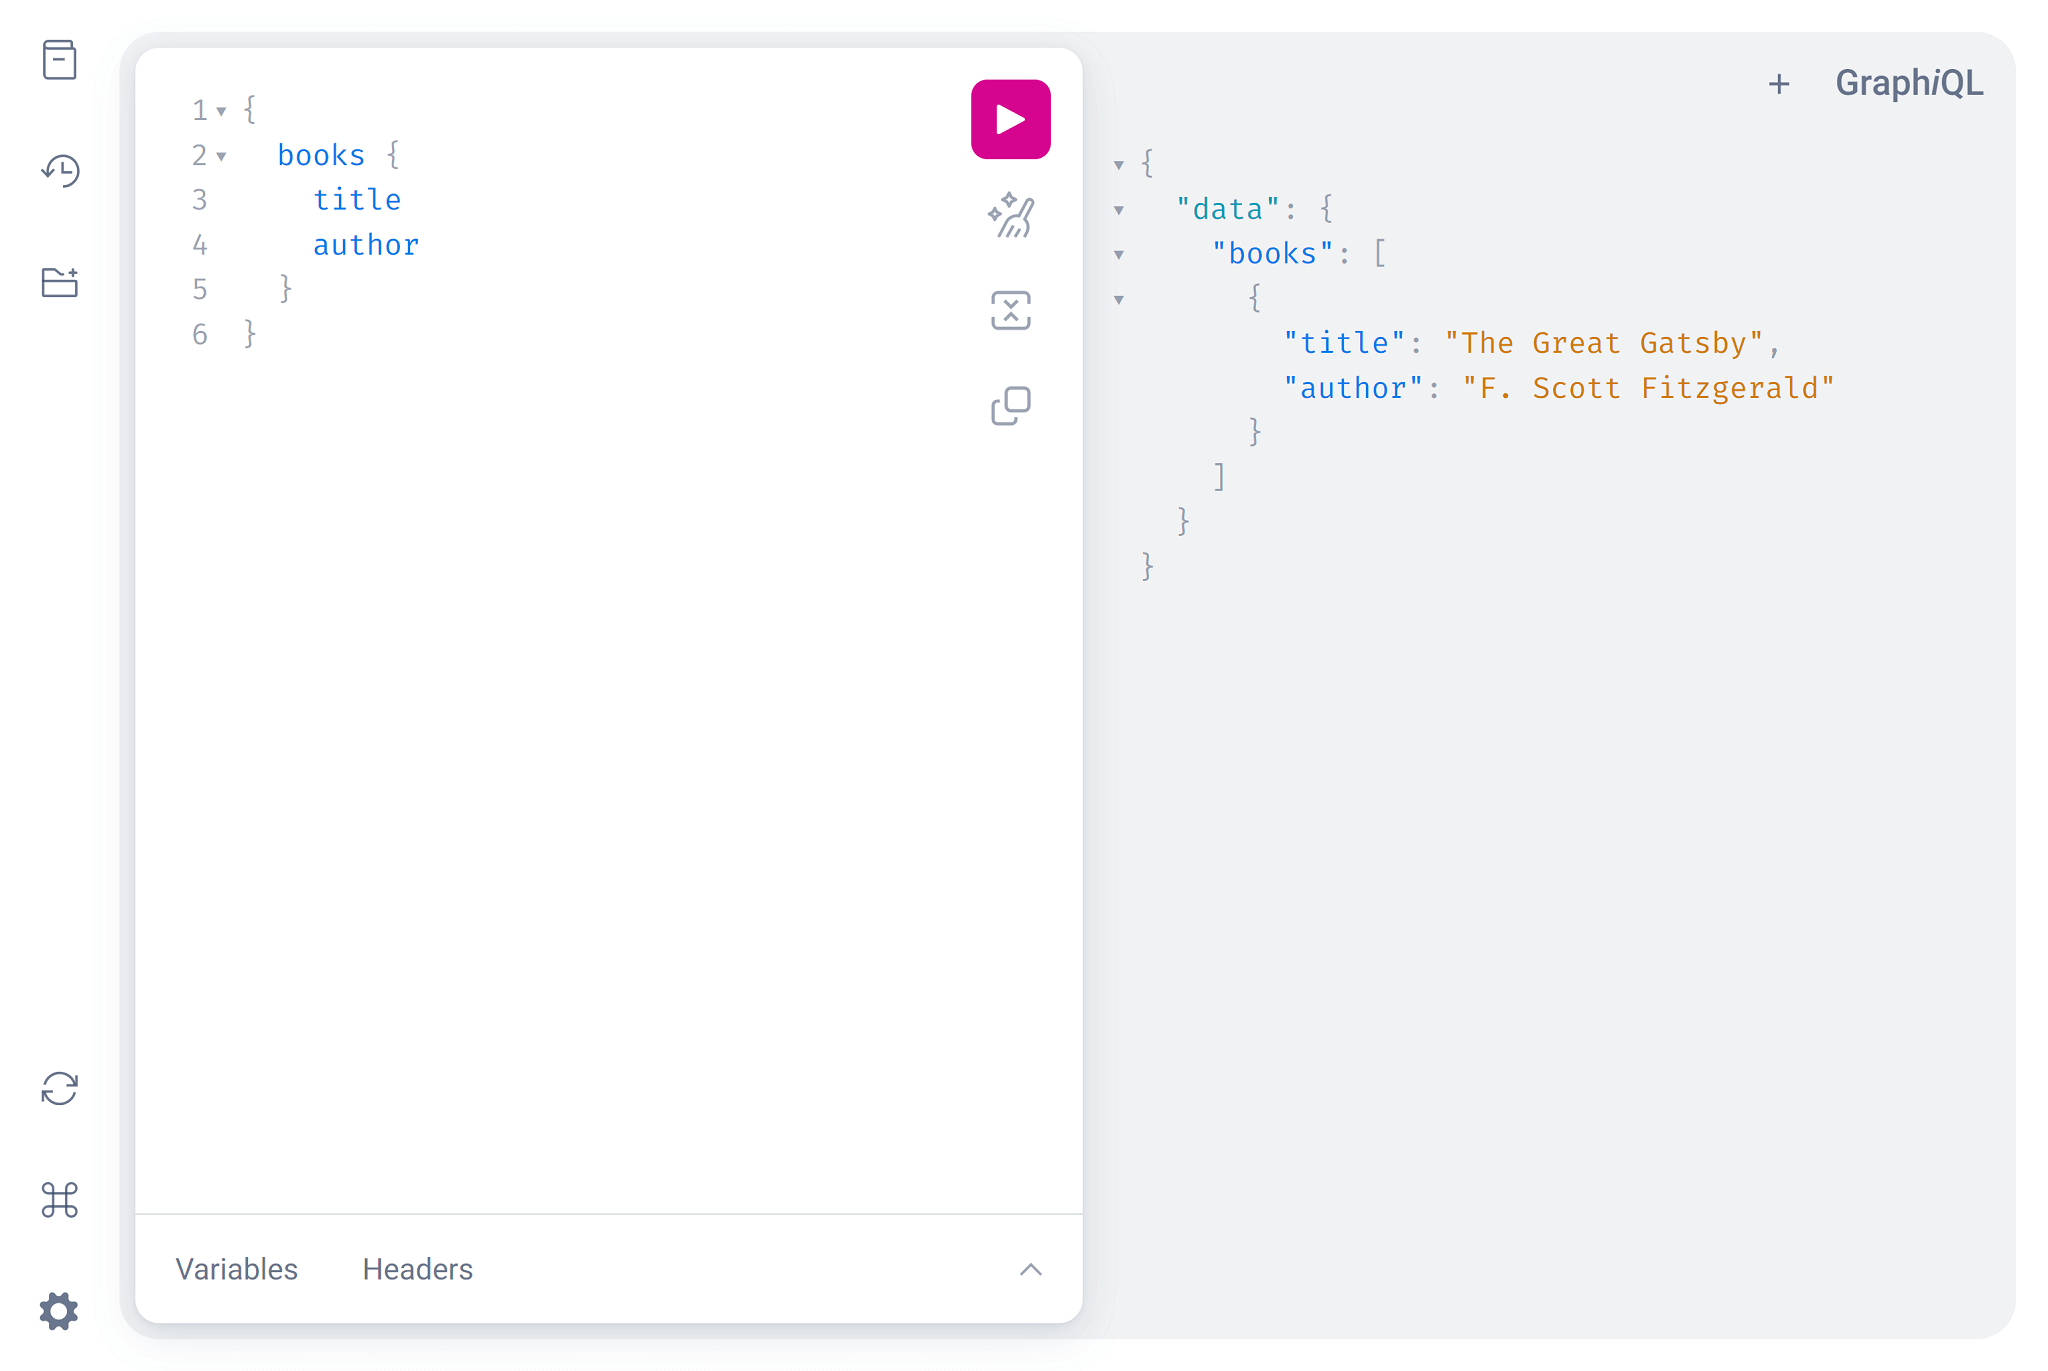 1 {
2   books {
3     title
4     author
5   }
6 }
Variables Headers
+ GraphiQL
{
  "data": {
    "books": [
      {
        "title": "The Great Gatsby",
        "author": "F. Scott Fitzgerald"
      }
    ]
  }
}